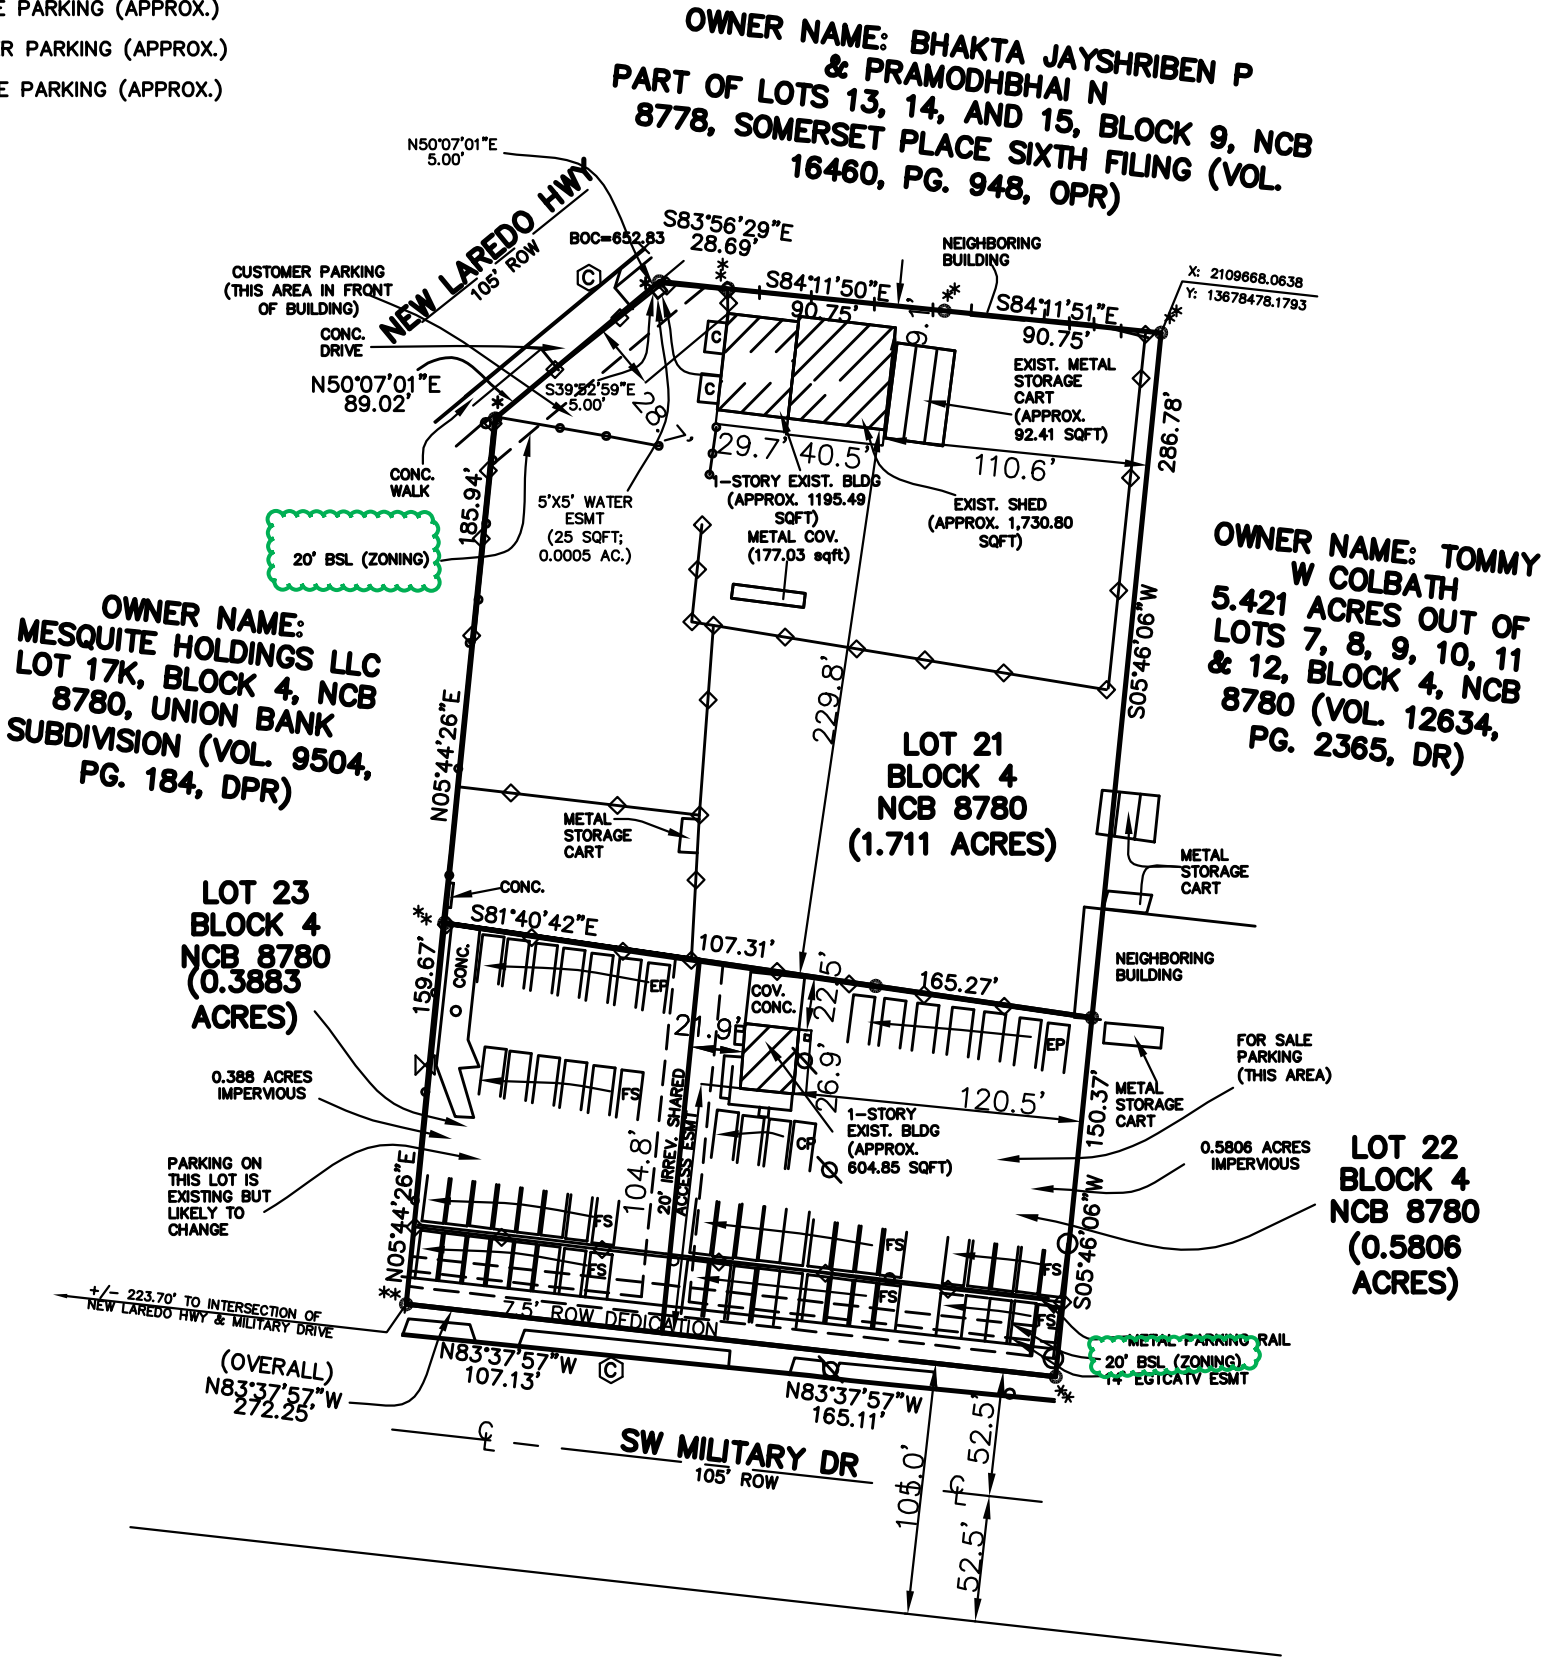 E PARKING (APPROX.)
R PARKING (APPROX.)
E PARKING (APPROX.)
OWNER NAME: BHAKTA JAYSHRIBEN P
& PRAMODHBHAI N
PART OF LOTS 13, 14, AND 15, BLOCK 9, NCB
8778, SOMERSET PLACE SIXTH FILING (VOL.
16460, PG. 948, OPR)
N50°07'01"E
5.00'
NEW LAREDO HWY
105' ROW
BOC=652.83
S83°56'29"E
28.69'
C
NEIGHBORING
BUILDING
X: 2109668.0638
Y: 13678478.1793
CUSTOMER PARKING
(THIS AREA IN FRONT
OF BUILDING)
S84°11'50"E
90.75'
9.1'
S84°11'51"E
90.75'
CONC.
DRIVE
N50°07'01"E
89.02'
S39°52'59"E
5.00'
28.7'
C
C
EXIST. METAL
STORAGE
CART
(APPROX.
92.41 SQFT)
286.78'
29.7'
40.5'
110.6'
CONC.
WALK
185.94'
5'X5' WATER
ESMT
(25 SQFT;
0.0005 AC.)
1-STORY EXIST. BLDG
(APPROX. 1195.49
SQFT)
METAL COV.
(177.03 sqft)
EXIST. SHED
(APPROX. 1,730.80
SQFT)
20' BSL (ZONING)
OWNER NAME: TOMMY
W COLBATH
5.421 ACRES OUT OF
LOTS 7, 8, 9, 10, 11
& 12, BLOCK 4, NCB
8780 (VOL. 12634,
PG. 2365, DR)
OWNER NAME:
MESQUITE HOLDINGS LLC
LOT 17K, BLOCK 4, NCB
8780, UNION BANK
SUBDIVISION (VOL. 9504,
PG. 184, DPR)
N05°44'26"E
229.8'
S05°46'06"W
LOT 21
BLOCK 4
NCB 8780
(1.711 ACRES)
METAL
STORAGE
CART
METAL
STORAGE
CART
CONC.
LOT 23
BLOCK 4
NCB 8780
(0.3883
ACRES)
S81°40'42"E
107.31'
165.27'
159.67'
CONC.
EP
COV.
CONC.
22.5'
NEIGHBORING
BUILDING
21.9'
26.9'
EP
FOR SALE
PARKING
(THIS AREA)
0.388 ACRES
IMPERVIOUS
FS
120.5'
METAL
STORAGE
CART
150.37'
1-STORY
EXIST. BLDG
(APPROX.
604.85 SQFT)
CP
104.8'
20' IRREV. SHARED
ACCESS ESMT
0.5806 ACRES
IMPERVIOUS
LOT 22
BLOCK 4
NCB 8780
(0.5806
ACRES)
PARKING ON
THIS LOT IS
EXISTING BUT
LIKELY TO
CHANGE
N05°44'26"E
FS
FS
FS
FS
FS
FS
S05°46'06"W
+/- 223.70' TO INTERSECTION OF
NEW LAREDO HWY & MILITARY DRIVE
7.5' ROW DEDICATION
METAL PARKING RAIL
20' BSL (ZONING)
14' EGTCATV ESMT
(OVERALL)
N83°37'57"W
272.25'
N83°37'57"W
107.13'
C
N83°37'57"W
165.11'
SW MILITARY DR
105' ROW
105.0'
52.5'
52.5'